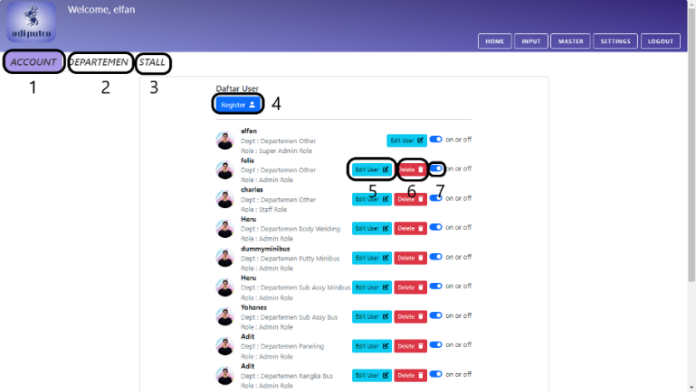 Welcome, elfan
adiputro
HOME INPUT MASTER SETTINGS LOGOUT
ACCOUNT DEPARTEMEN STALL
1 2 3
Daftar User
Register 4
elfan
Dept : Departemen Other
Role : Super Admin Role
Edit User on or off
felis
Dept : Departemen Other
Role : Admin Role
Edit User Delete on or off
5 6 7
charles
Dept : Departemen Other
Role : Staff Role
Edit User Delete on or off
Heru
Dept : Departemen Body Welding
Role : Admin Role
Edit User Delete on or off
dummyminibus
Dept : Departemen Putty Minibus
Role : Admin Role
Edit User Delete on or off
Heru
Dept : Departemen Sub Assy Minibus
Role : Admin Role
Edit User Delete on or off
Yohanes
Dept : Departemen Sub Assy Bus
Role : Admin Role
Edit User Delete on or off
Adit
Dept : Departemen Paneling
Role : Admin Role
Edit User Delete on or off
Adit
Dept : Departemen Rangka Bus
Role : Admin Role
Edit User Delete on or off